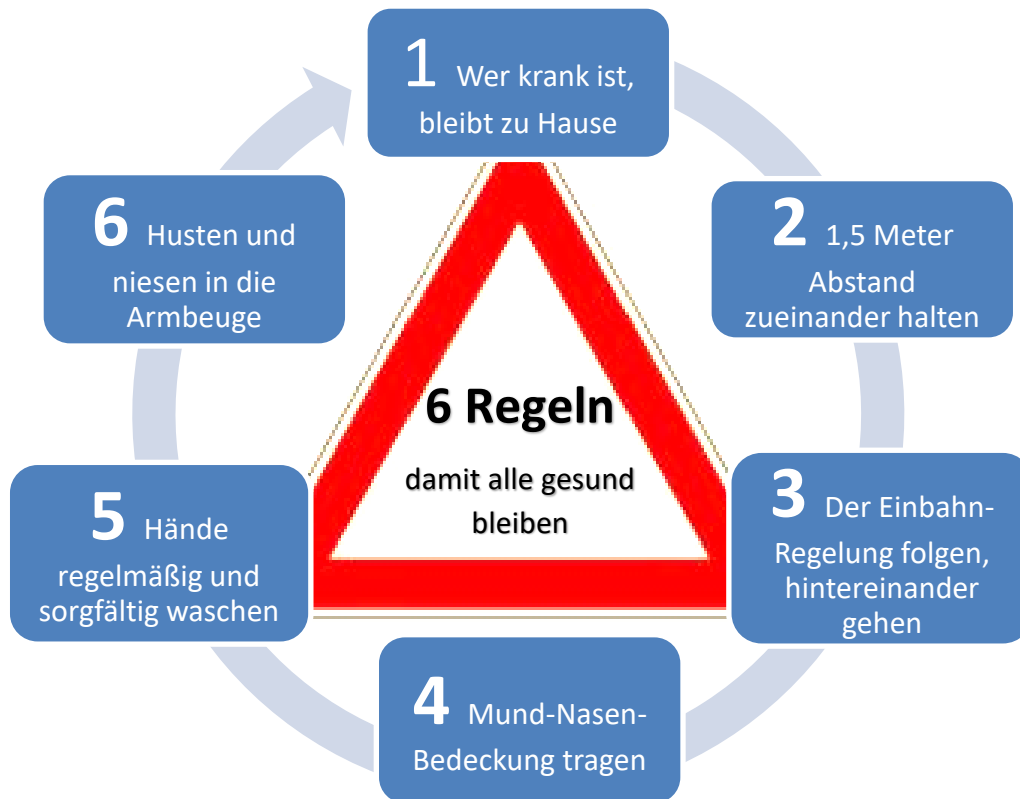 1 Wer krank ist,
bleibt zu Hause
2 1,5 Meter
Abstand
zueinander halten
3 Der Einbahn-
Regelung folgen,
hintereinander
gehen
4 Mund-Nasen-
Bedeckung tragen
5 Hände
regelmäßig und
sorgfältig waschen
6 Husten und
niesen in die
Armbeuge
6 Regeln
damit alle gesund
bleiben